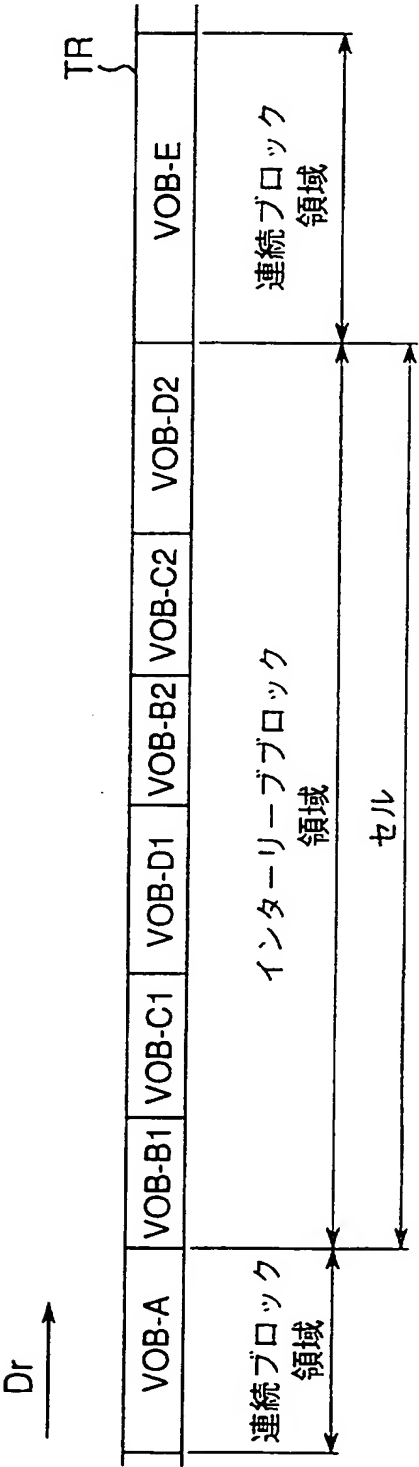 Dr
TR
VOB-A
VOB-B1
VOB-C1
VOB-D1
VOB-B2
VOB-C2
VOB-D2
VOB-E
連続ブロック
領域
インターリーブブロック
領域
連続ブロック
領域
セル